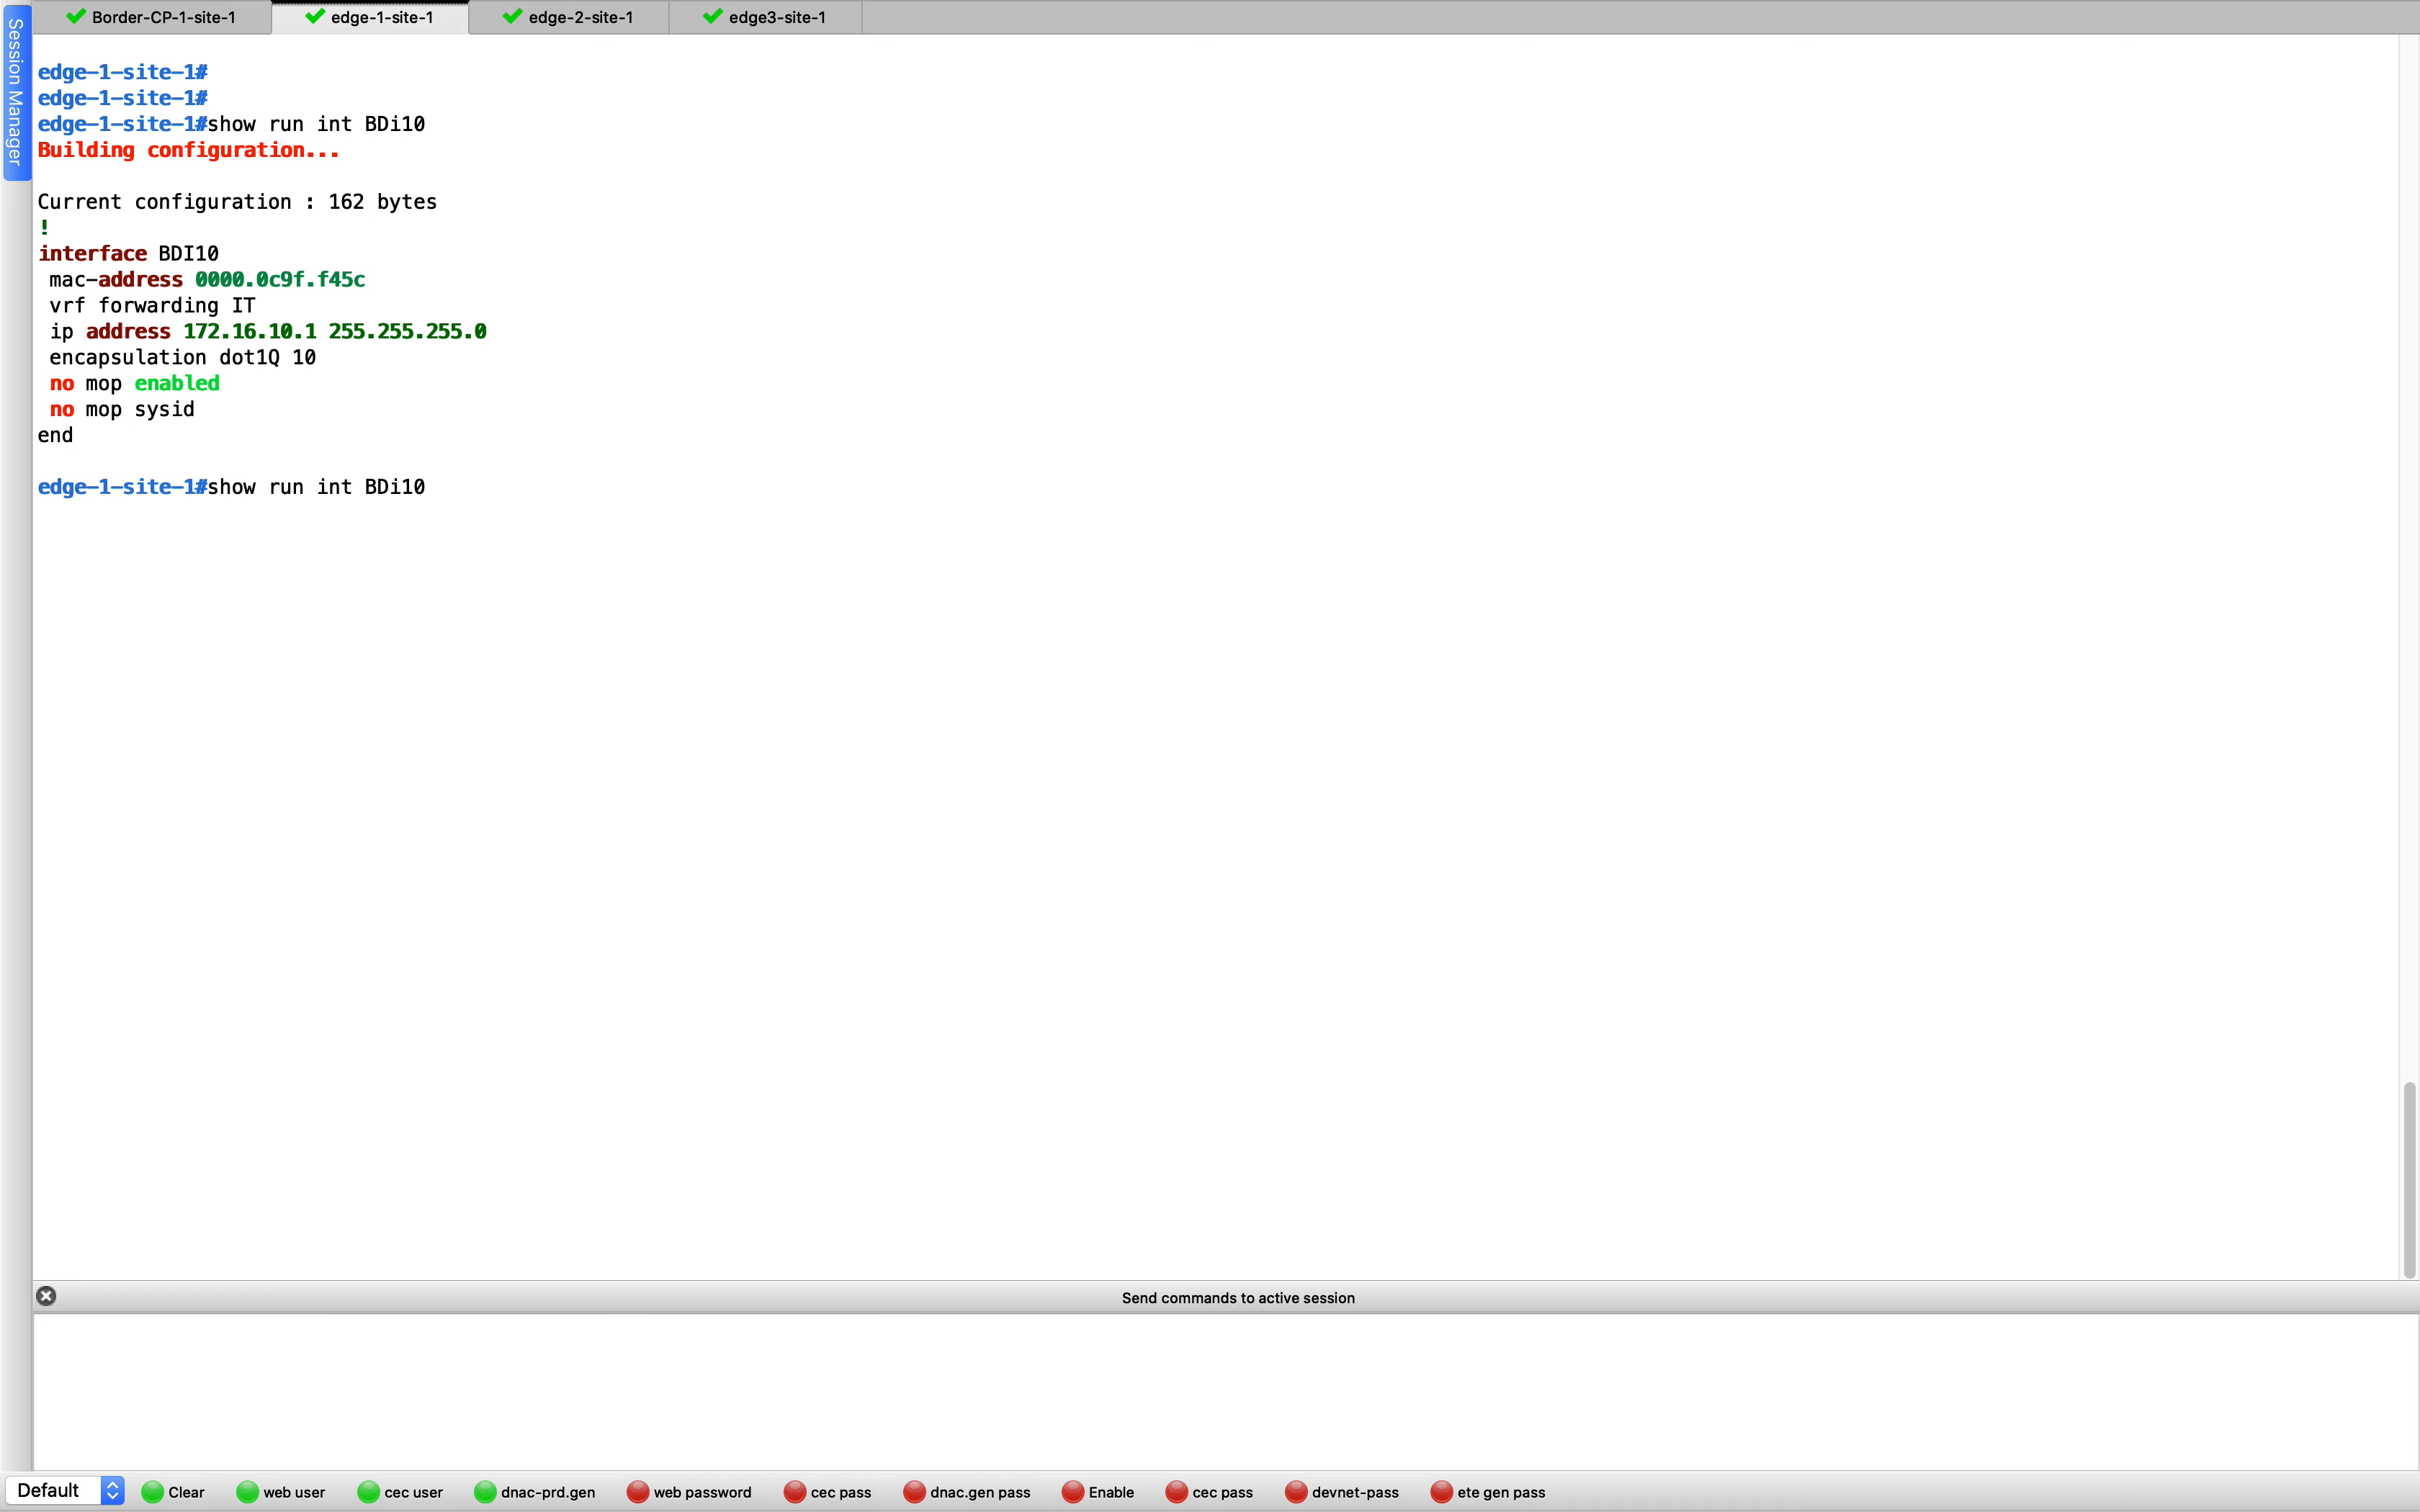 Border-CP-1-site-1 edge-1-site-1 edge-2-site-1 edge3-site-1
Session Manager
edge-1-site-1#
edge-1-site-1#
edge-1-site-1#show run int BDi10
Building configuration...
Current configuration : 162 bytes
!
interface BDI10
mac-address 0000.0c9f.f45c
vrf forwarding IT
ip address 172.16.10.1 255.255.255.0
encapsulation dot1Q 10
no mop enabled
no mop sysid
end
edge-1-site-1#show run int BDi10
Send commands to active session
Default Clear web user cec user dnac-prd.gen web password cec pass dnac.gen pass Enable cec pass devnet-pass ete gen pass